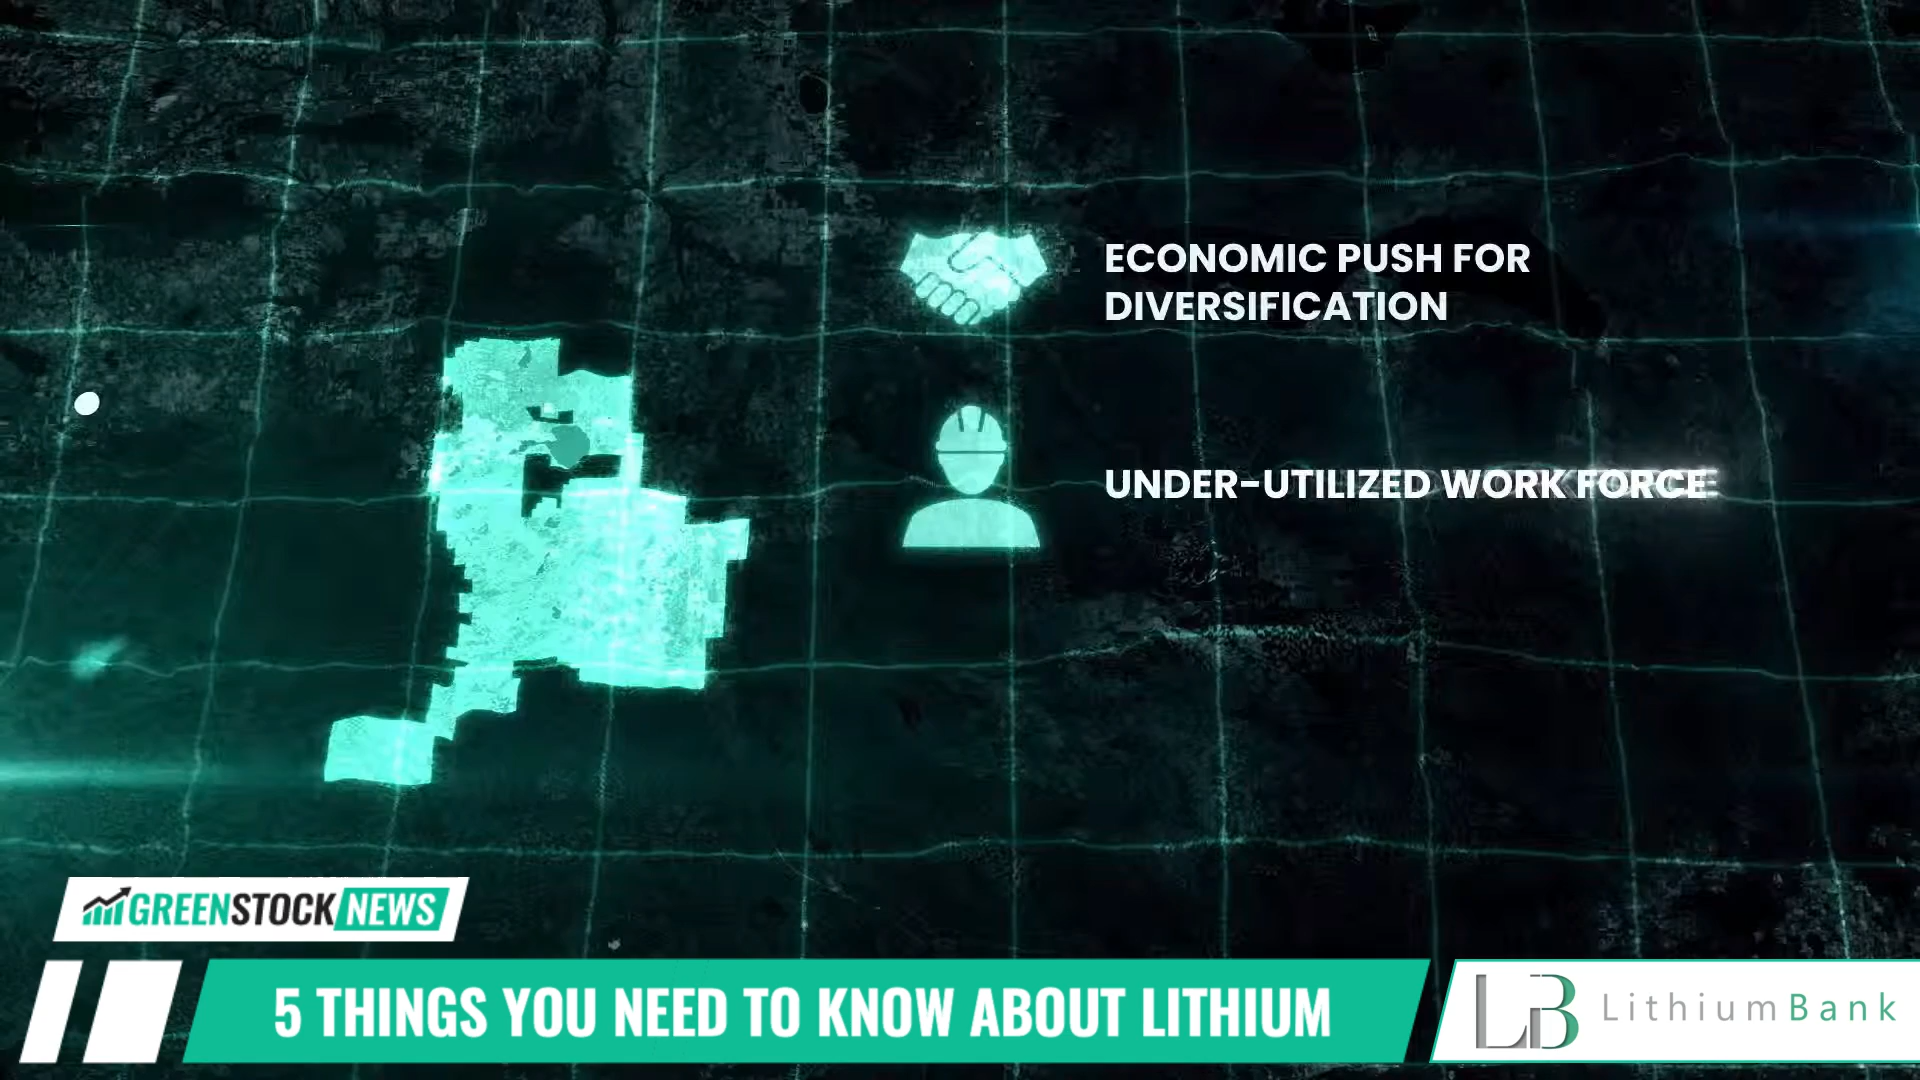 ECONOMIC PUSH FOR
DIVERSIFICATION
UNDER-UTILIZED WORK FORCE
GREENSTOCK NEWS
5 THINGS YOU NEED TO KNOW ABOUT LITHIUM
LB LithiumBank